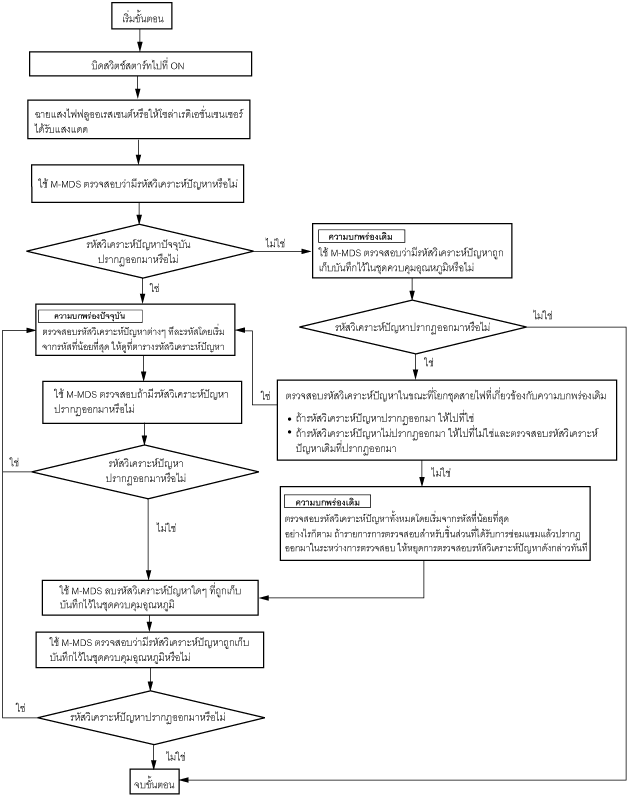 เริ่มขั้นตอน
บิดสวิตช์สตาร์ทไปที่ ON
ฉายแสงไฟฟลูออเรสเซนต์หรือให้โซล่าเรดิเอชั่นเซนเซอร์
ได้รับแสงแดด
ใช้ M-MDS ตรวจสอบว่ามีรหัสวิเคราะห์ปัญหาหรือไม่
รหัสวิเคราะห์ปัญหาปัจจุบัน
ปรากฏออกมาหรือไม่
ไม่ใช่
ความบกพร่องเดิม
ใช้ M-MDS ตรวจสอบว่ามีรหัสวิเคราะห์ปัญหาถูก
เก็บบันทึกไว้ในชุดควบคุมอุณหภูมิหรือไม่
ใช่
ความบกพร่องปัจจุบัน
ตรวจสอบรหัสวิเคราะห์ปัญหาต่างๆ ทีละรหัสโดยเริ่ม
จากรหัสที่น้อยที่สุด ให้ดูที่ตารางรหัสวิเคราะห์ปัญหา
รหัสวิเคราะห์ปัญหาปรากฏออกมาหรือไม่
ไม่ใช่
ใช่
ใช้ M-MDS ตรวจสอบถ้ามีรหัสวิเคราะห์ปัญหา
ปรากฏออกมาหรือไม่
ใช่
ตรวจสอบรหัสวิเคราะห์ปัญหาในขณะที่โยกชุดสายไฟที่เกี่ยวข้องกับความบกพร่องเดิม
• ถ้ารหัสวิเคราะห์ปัญหาปรากฏออกมา ให้ไปที่ใช่
• ถ้ารหัสวิเคราะห์ปัญหาไม่ปรากฏออกมา ให้ไปที่ไม่ใช่และตรวจสอบรหัสวิเคราะห์
ปัญหาเดิมที่ปรากฏออกมา
ใช่
รหัสวิเคราะห์ปัญหา
ปรากฏออกมาหรือไม่
ไม่ใช่
ไม่ใช่
ความบกพร่องเดิม
ตรวจสอบรหัสวิเคราะห์ปัญหาทั้งหมดโดยเริ่มจากรหัสที่น้อยที่สุด
อย่างไรก็ตาม ถ้ารายการการตรวจสอบสำหรับชิ้นส่วนที่ได้รับการซ่อมแซมแล้วปรากฏ
ออกมาในระหว่างการตรวจสอบ ให้หยุดการตรวจสอบรหัสวิเคราะห์ปัญหาดังกล่าวทันที
ใช้ M-MDS ลบรหัสวิเคราะห์ปัญหาใดๆ ที่ถูกเก็บ
บันทึกไว้ในชุดควบคุมอุณหภูมิ
ใช้ M-MDS ตรวจสอบว่ามีรหัสวิเคราะห์ปัญหาถูกเก็บ
บันทึกไว้ในชุดควบคุมอุณหภูมิหรือไม่
ใช่
รหัสวิเคราะห์ปัญหาปรากฏออกมาหรือไม่
ไม่ใช่
จบขั้นตอน